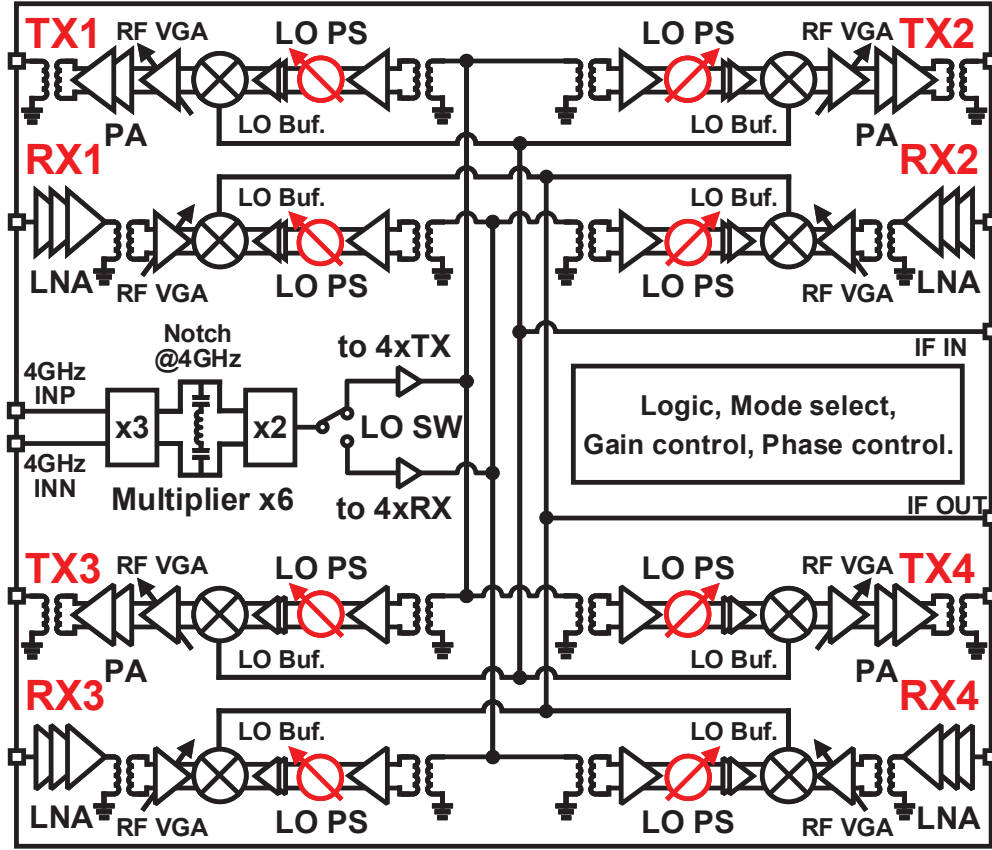 TX1 RF VGA LO PS LO PS RF VGA TX2
PA LO Buf. LO Buf. PA
RX1 RX2
LO Buf. LO Buf.
LNA RF VGA LO PS LO PS RF VGA LNA
Notch
@4GHz
to 4xTX
IF IN
4GHz
INP
x3 x2 LO SW
Logic, Mode select,
Gain control, Phase control.
4GHz
INN
Multiplier x6
to 4xRX
IF OUT
TX3 RF VGA LO PS LO PS RF VGA TX4
PA LO Buf. LO Buf. PA
RX3 RX4
LO Buf. LO Buf.
LNA RF VGA LO PS LO PS RF VGA LNA